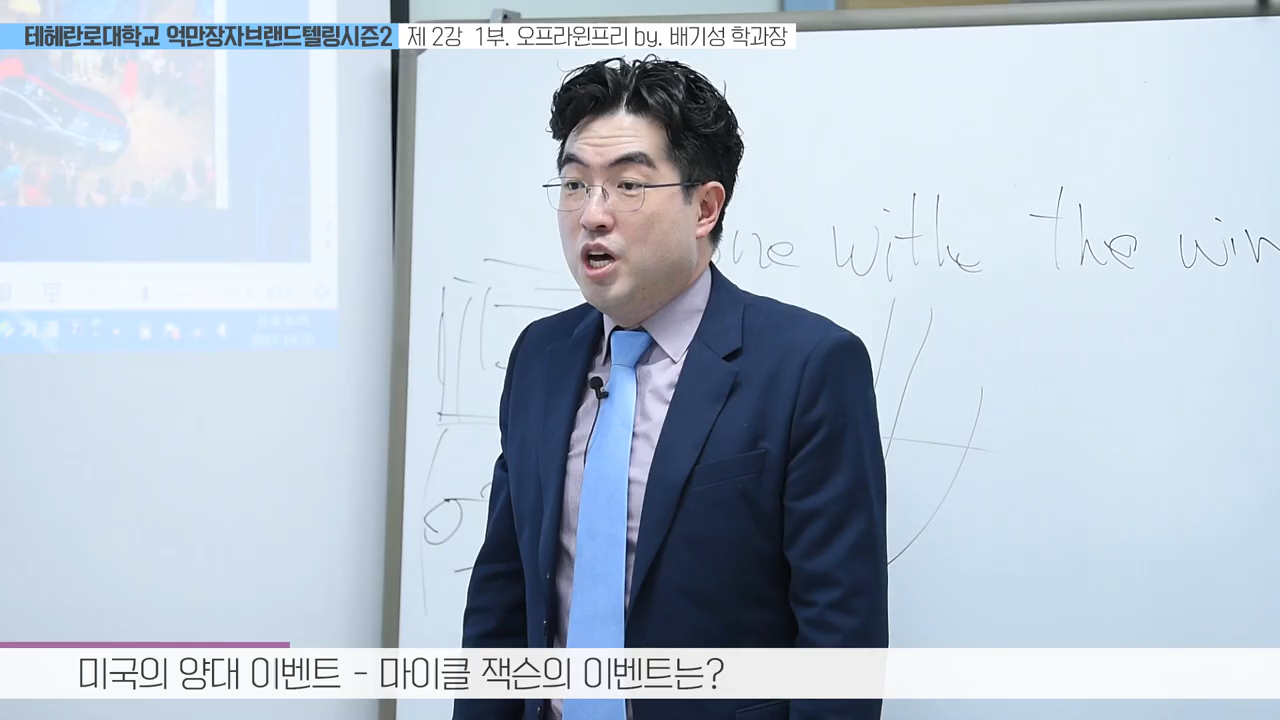 테헤란로대학교 억만장자브랜드텔링시즌2 제 2강 1부. 오프라윈프리 by. 배기성 학과장
with the win
미국의 양대 이벤트 - 마이클 잭슨의 이벤트는?